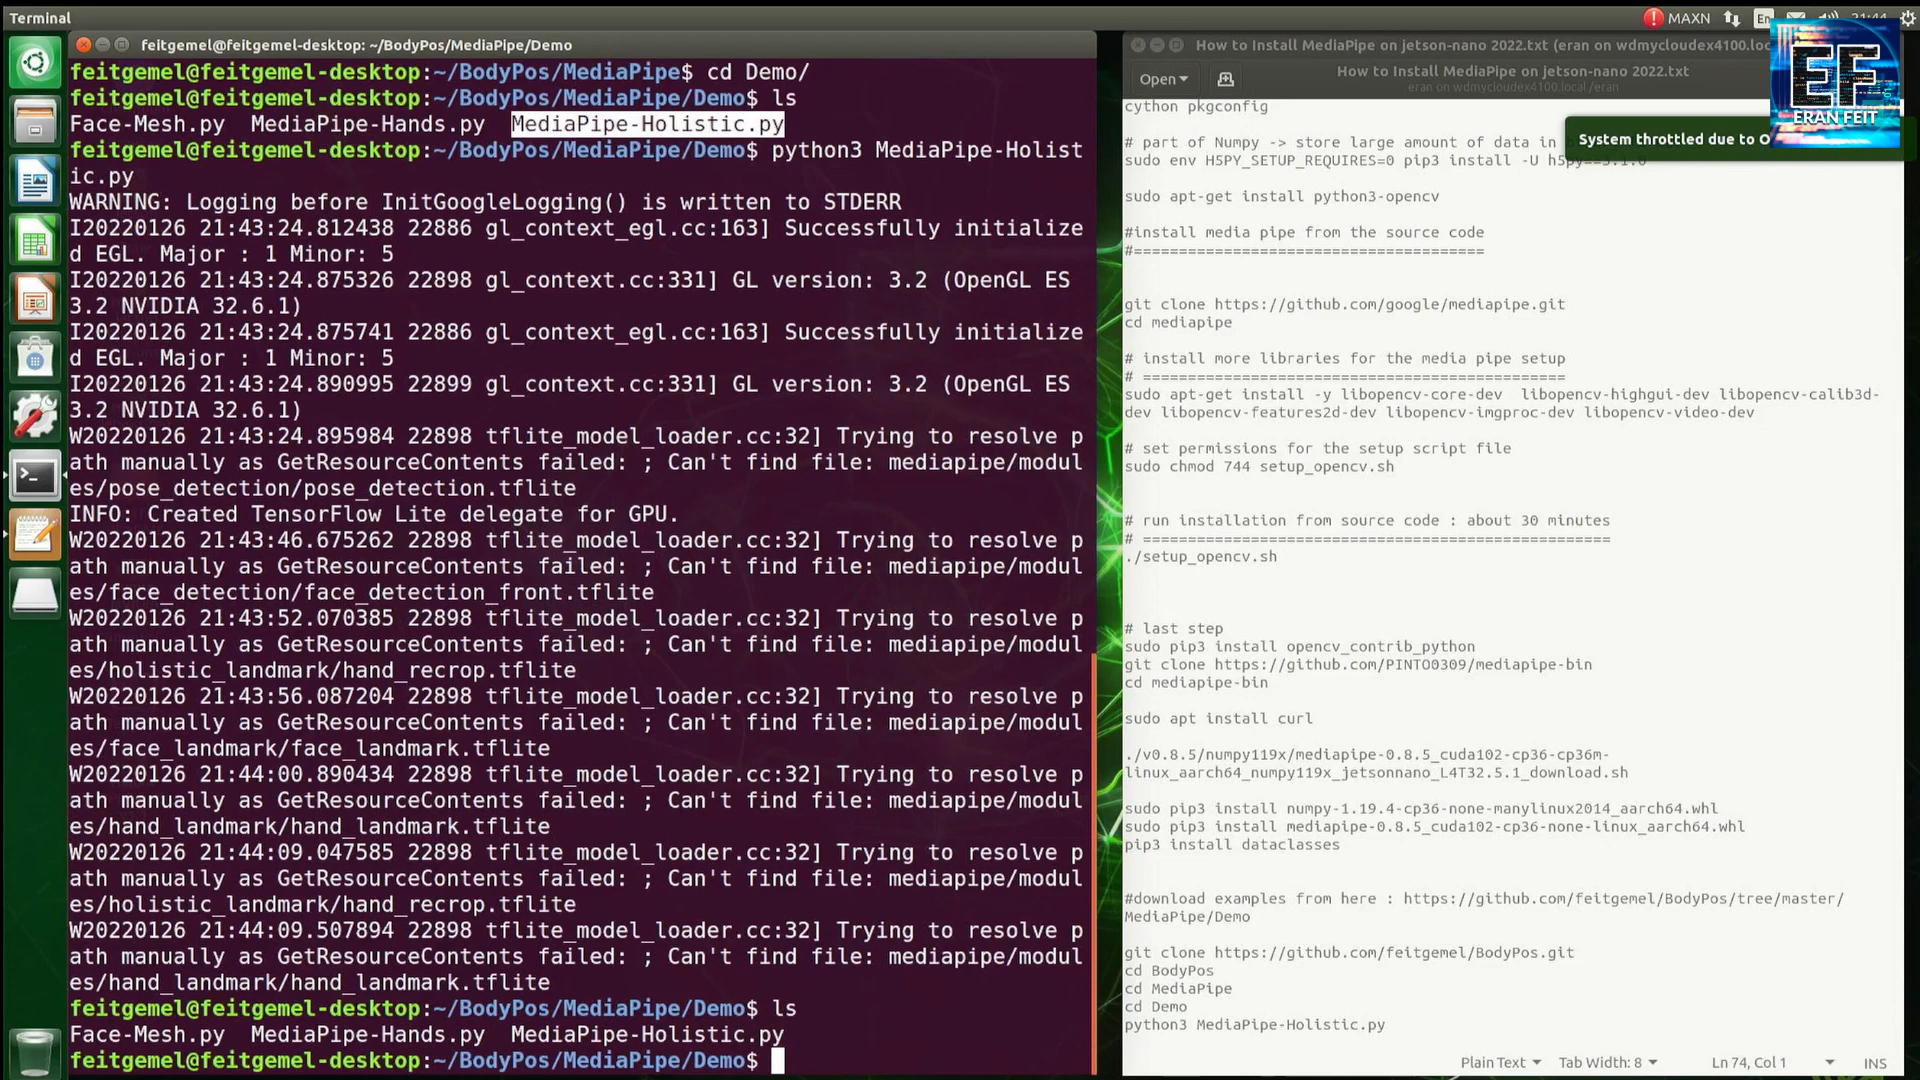 Terminal
MAXN
En
feitgemel@feitgemel-desktop: ~/BodyPos/MediaPipe/Demo
feitgemel@feitgemel-desktop:~/BodyPos/MediaPipe$ cd Demo/
feitgemel@feitgemel-desktop:~/BodyPos/MediaPipe/Demo$ ls
Face-Mesh.py  MediaPipe-Hands.py  MediaPipe-Holistic.py
feitgemel@feitgemel-desktop:~/BodyPos/MediaPipe/Demo$ python3 MediaPipe-Holist
ic.py
WARNING: Logging before InitGoogleLogging() is written to STDERR
I20220126 21:43:24.812438 22886 gl_context_egl.cc:163] Successfully initialize
d EGL. Major : 1 Minor: 5
I20220126 21:43:24.875326 22898 gl_context.cc:331] GL version: 3.2 (OpenGL ES
3.2 NVIDIA 32.6.1)
I20220126 21:43:24.875741 22886 gl_context_egl.cc:163] Successfully initialize
d EGL. Major : 1 Minor: 5
I20220126 21:43:24.890995 22899 gl_context.cc:331] GL version: 3.2 (OpenGL ES
3.2 NVIDIA 32.6.1)
W20220126 21:43:24.895984 22898 tflite_model_loader.cc:32] Trying to resolve p
ath manually as GetResourceContents failed: ; Can't find file: mediapipe/modul
es/pose_detection/pose_detection.tflite
INFO: Created TensorFlow Lite delegate for GPU.
W20220126 21:43:46.675262 22898 tflite_model_loader.cc:32] Trying to resolve p
ath manually as GetResourceContents failed: ; Can't find file: mediapipe/modul
es/face_detection/face_detection_front.tflite
W20220126 21:43:52.070385 22898 tflite_model_loader.cc:32] Trying to resolve p
ath manually as GetResourceContents failed: ; Can't find file: mediapipe/modul
es/holistic_landmark/hand_recrop.tflite
W20220126 21:43:56.087204 22898 tflite_model_loader.cc:32] Trying to resolve p
ath manually as GetResourceContents failed: ; Can't find file: mediapipe/modul
es/face_landmark/face_landmark.tflite
W20220126 21:44:00.890434 22898 tflite_model_loader.cc:32] Trying to resolve p
ath manually as GetResourceContents failed: ; Can't find file: mediapipe/modul
es/hand_landmark/hand_landmark.tflite
W20220126 21:44:09.047585 22898 tflite_model_loader.cc:32] Trying to resolve p
ath manually as GetResourceContents failed: ; Can't find file: mediapipe/modul
es/holistic_landmark/hand_recrop.tflite
W20220126 21:44:09.507894 22898 tflite_model_loader.cc:32] Trying to resolve p
ath manually as GetResourceContents failed: ; Can't find file: mediapipe/modul
es/hand_landmark/hand_landmark.tflite
feitgemel@feitgemel-desktop:~/BodyPos/MediaPipe/Demo$ ls
Face-Mesh.py  MediaPipe-Hands.py  MediaPipe-Holistic.py
feitgemel@feitgemel-desktop:~/BodyPos/MediaPipe/Demo$
How to Install MediaPipe on jetson-nano 2022.txt (eran on wdmycloudex4100.loc
Open
How to Install MediaPipe on jetson-nano 2022.txt
eran on wdmycloudex4100.local /eran
EF
ERAN FEIT
System throttled due to O
cython pkgconfig
# part of Numpy -> store large amount of data in
sudo env H5PY_SETUP_REQUIRES=0 pip3 install -U h5py==3.1.0
sudo apt-get install python3-opencv
#install media pipe from the source code
#=======================================
git clone https://github.com/google/mediapipe.git
cd mediapipe
# install more libraries for the media pipe setup
# ===============================================
sudo apt-get install -y libopencv-core-dev  libopencv-highgui-dev libopencv-calib3d-
dev libopencv-features2d-dev libopencv-imgproc-dev libopencv-video-dev
# set permissions for the setup script file
sudo chmod 744 setup_opencv.sh
# run installation from source code : about 30 minutes
# ====================================================
./setup_opencv.sh
# last step
sudo pip3 install opencv_contrib_python
git clone https://github.com/PINTO0309/mediapipe-bin
cd mediapipe-bin
sudo apt install curl
./v0.8.5/numpy119x/mediapipe-0.8.5_cuda102-cp36-cp36m-
linux_aarch64_numpy119x_jetsonnano_L4T32.5.1_download.sh
sudo pip3 install numpy-1.19.4-cp36-none-manylinux2014_aarch64.whl
sudo pip3 install mediapipe-0.8.5_cuda102-cp36-none-linux_aarch64.whl
pip3 install dataclasses
#download examples from here : https://github.com/feitgemel/BodyPos/tree/master/
MediaPipe/Demo
git clone https://github.com/feitgemel/BodyPos.git
cd BodyPos
cd MediaPipe
cd Demo
python3 MediaPipe-Holistic.py
Plain Text  Tab Width: 8  Ln 74, Col 1  INS